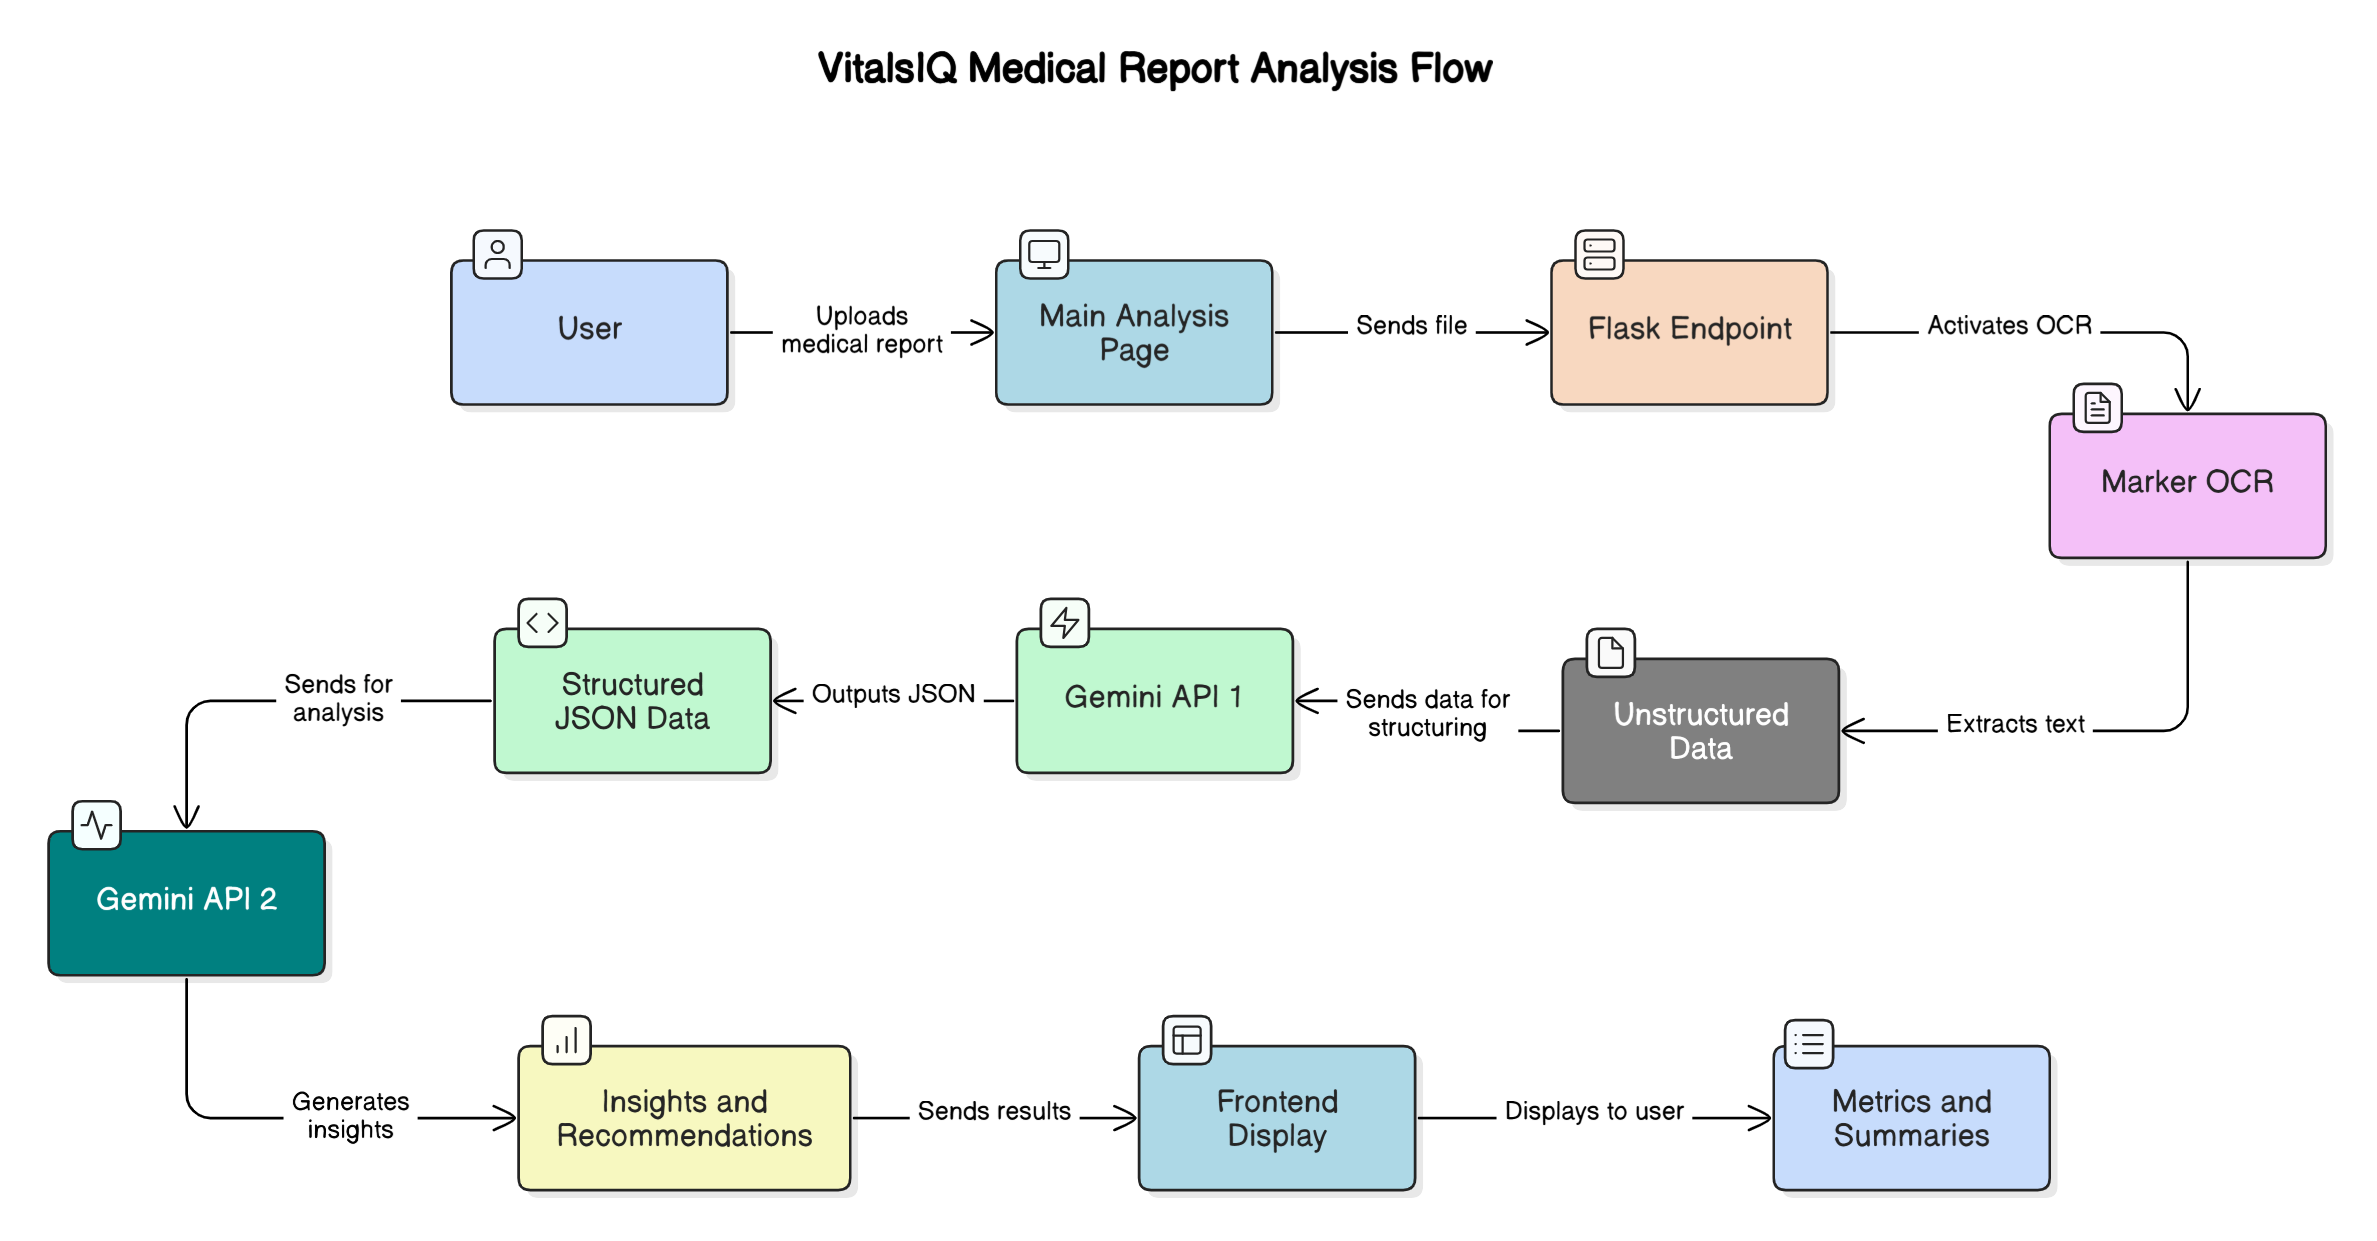 VitalsIQ Medical Report Analysis Flow
User
Uploads
medical report
Main Analysis
Page
Sends file
Flask Endpoint
Activates OCR
Marker OCR
Extracts text
Unstructured
Data
Sends data for
structuring
Gemini API 1
Outputs JSON
Structured
JSON Data
Sends for
analysis
Gemini API 2
Generates
insights
Insights and
Recommendations
Sends results
Frontend
Display
Displays to user
Metrics and
Summaries